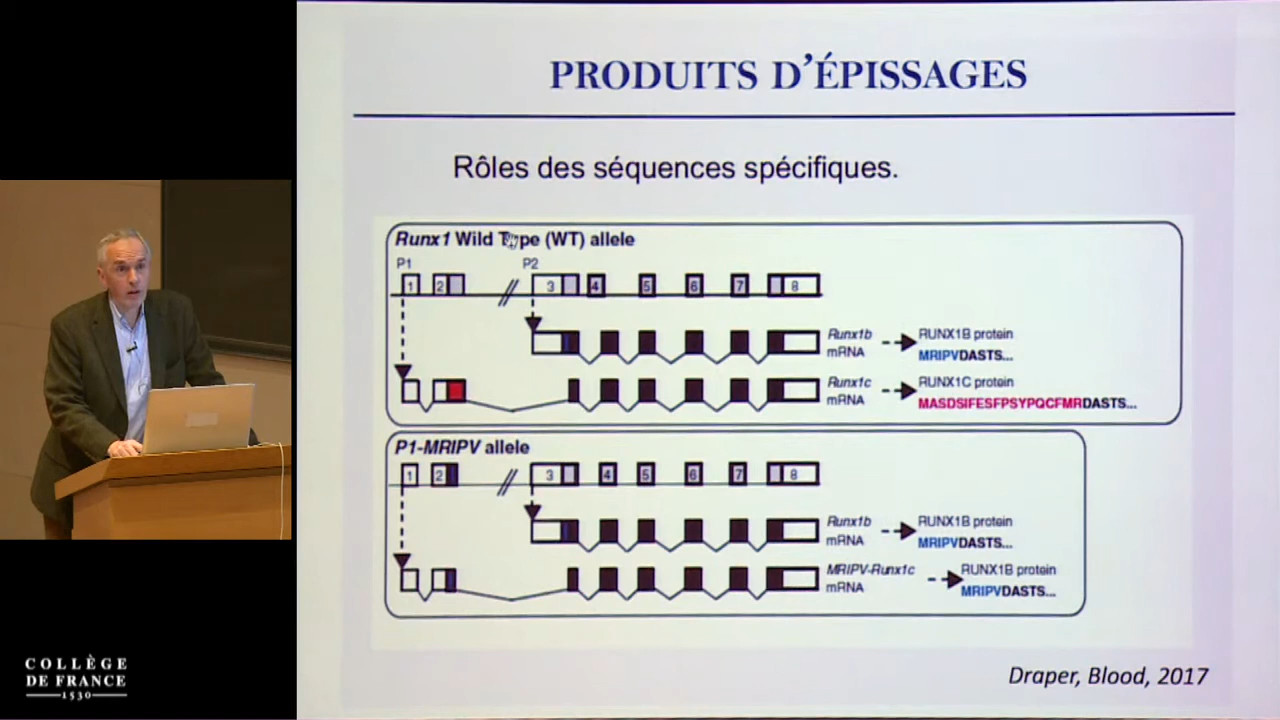 PRODUITS D'ÉPISSAGES
Rôles des séquences spécifiques.
Runx1 Wild Type (WT) allele
P1 P2
1 2 3 4 5 6 7 8
Runx1b
mRNA
RUNX1B protein
MRIPVDASTS...
Runx1c
mRNA
RUNX1C protein
MASDSIFESFPSYPQCFMRDASTS...
P1-MRIPV allele
1 2 3 4 5 6 7 8
Runx1b
mRNA
RUNX1B protein
MRIPVDASTS...
MRIPV-Runx1c
mRNA
RUNX1B protein
MRIPVDASTS...
Draper, Blood, 2017
COLLÈGE
DE FRANCE
1530